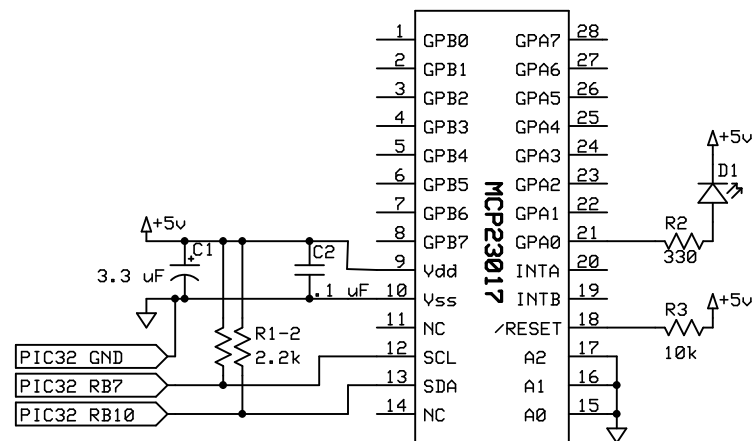 1 GPB0 GPA7 28
2 GPB1 GPA6 27
3 GPB2 GPA5 26
4 GPB3 GPA4 25
5 GPB4 GPA3 24
6 GPB5 GPA2 23
7 GPB6 GPA1 22
8 GPB7 GPA0 21
9 Vdd INTA 20
10 Vss INTB 19
11 NC /RESET 18
12 SCL A2 17
13 SDA A1 16
14 NC A0 15
MCP23017
+5v
C1
+
3.3 uF
C2
.1 uF
R1-2
2.2k
PIC32 GND
PIC32 RB7
PIC32 RB10
+5v
D1
R2
330
+5v
R3
10k